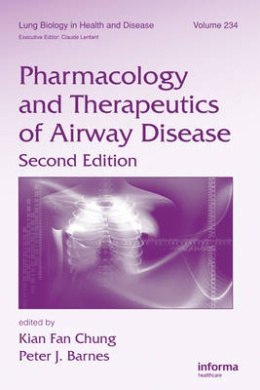 Lung Biology in Health and Disease Volume 234
Executive Editor: Claude Lenfant
Pharmacology
and Therapeutics
of Airway Disease
Second Edition
edited by
Kian Fan Chung
Peter J. Barnes
informa
healthcare